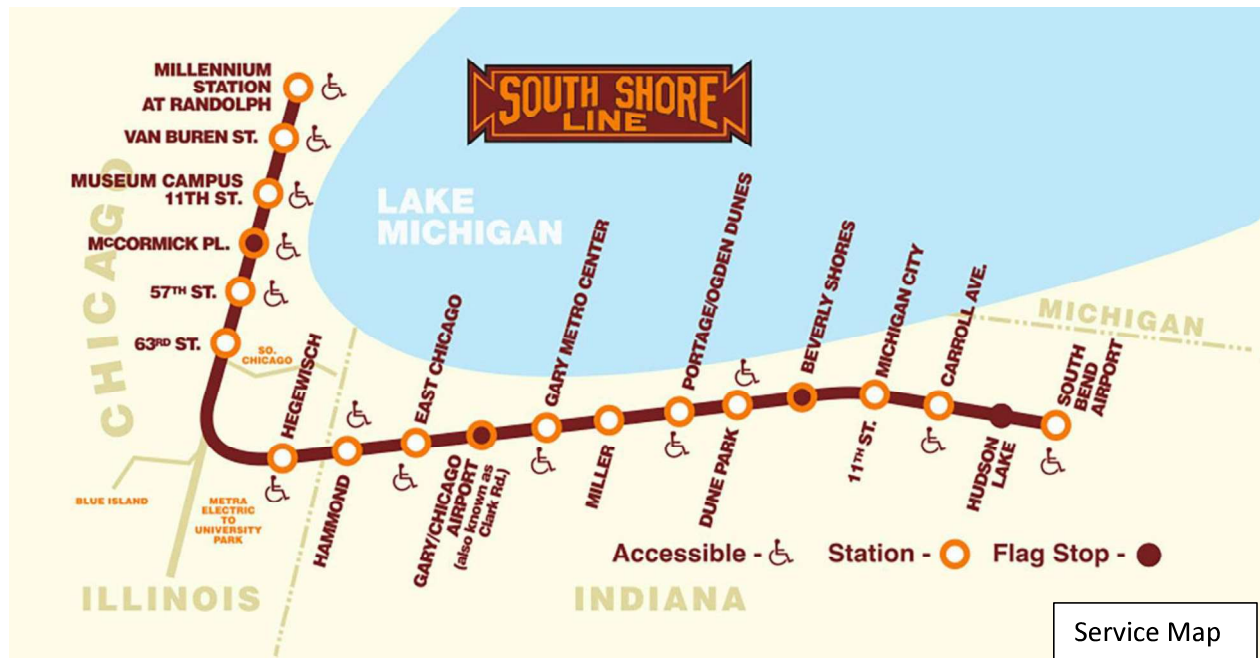 MILLENNIUM
STATION
AT RANDOLPH
VAN BUREN ST.
MUSEUM CAMPUS
11TH ST.
McCORMICK PL.
57TH ST.
63RD ST.
CHICAGO
SOUTH SHORE
LINE
LAKE
MICHIGAN
SO.
CHICAGO
HEGEWISCH
HAMMOND
EAST CHICAGO
GARY/CHICAGO
AIRPORT
(also known as
Clark Rd.)
GARY METRO CENTER
MILLER
PORTAGE/OGDEN DUNES
DUNE PARK
BEVERLY SHORES
MICHIGAN CITY
11TH ST.
CARROLL AVE.
HUDSON
LAKE
SOUTH
BEND
AIRPORT
MICHIGAN
BLUE ISLAND
METRA
ELECTRIC
TO
UNIVERSITY
PARK
Accessible -
Station -
Flag Stop -
ILLINOIS
INDIANA
Service Map